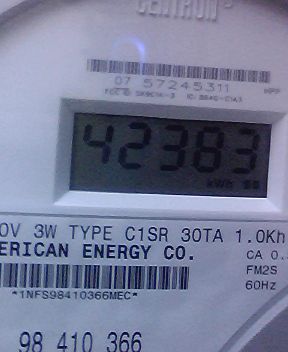 CENTRON
07 57245311
42383
kWh
0V 3W TYPE C1SR 30TA 1.0Kh
ERICAN ENERGY CO.
CA 0.
FM2S
*1NFS98410366MEC*
60Hz
98 410 366